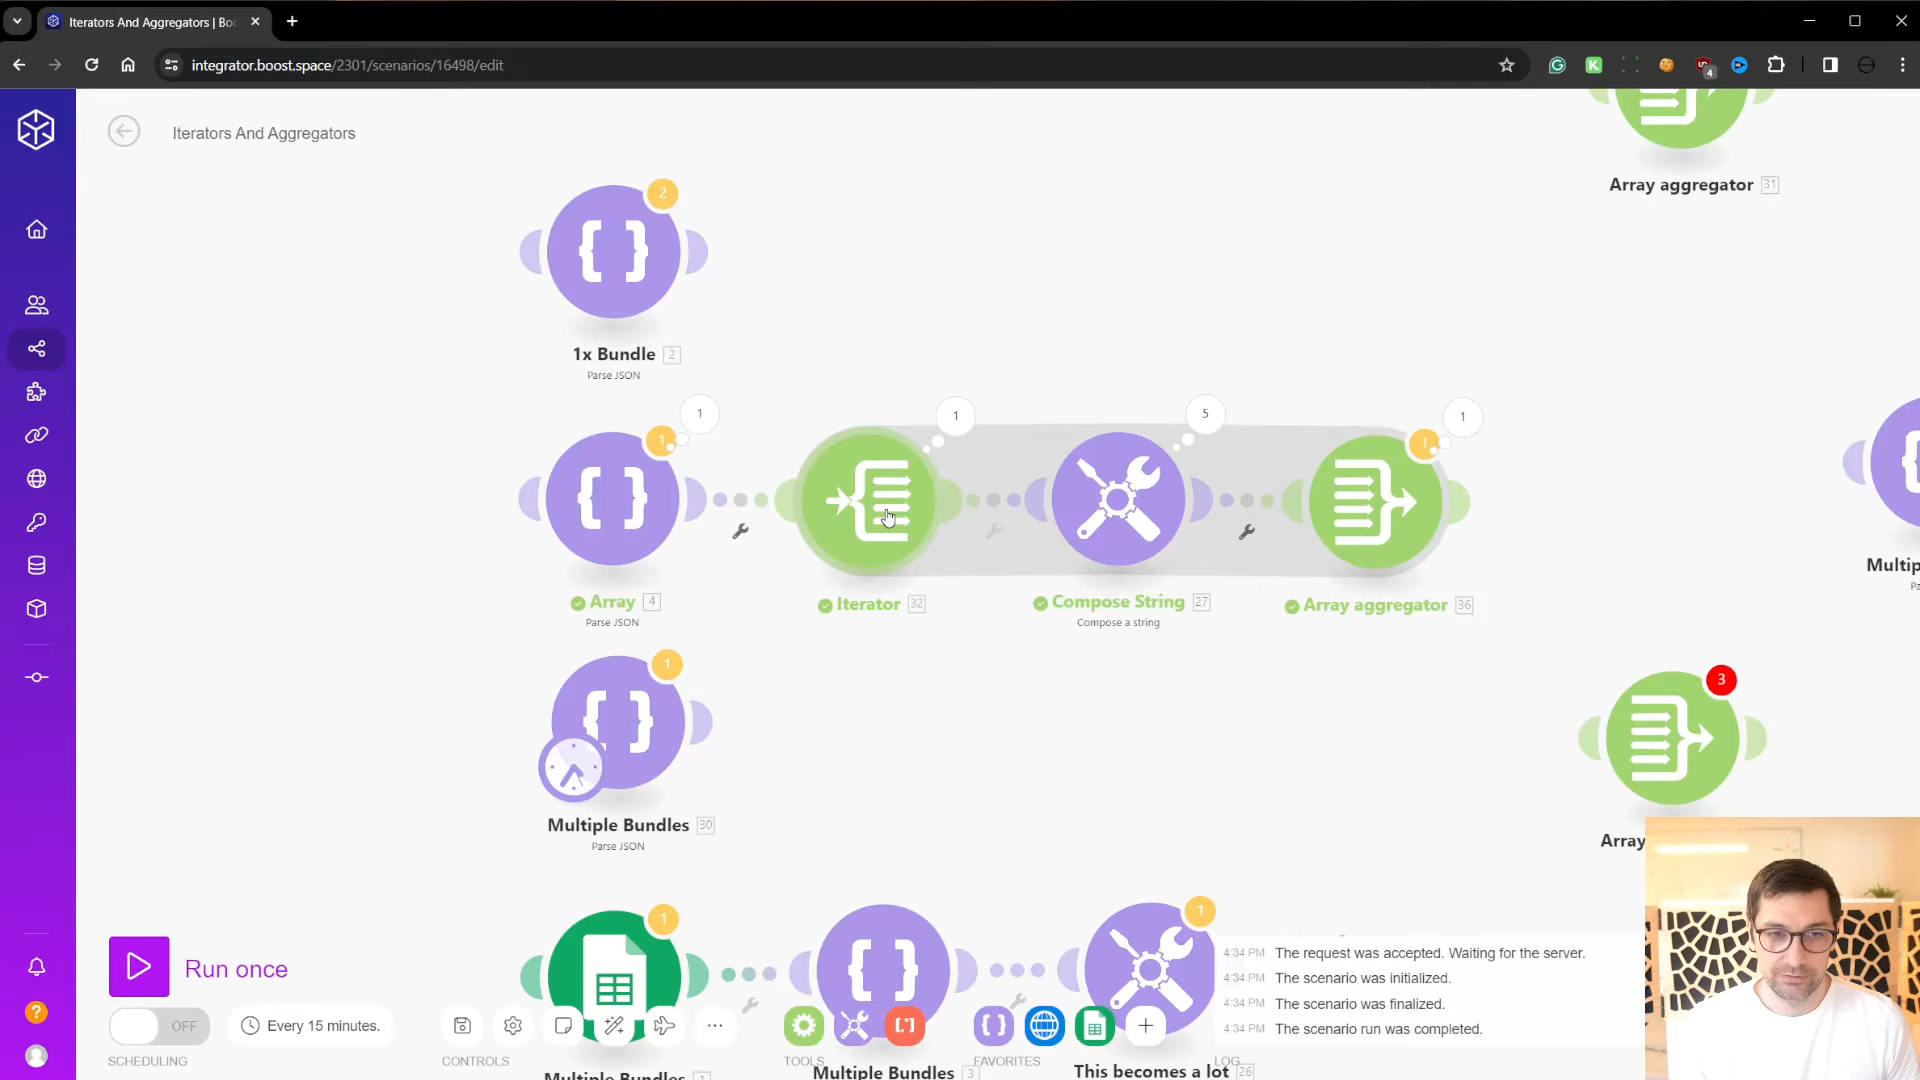 Iterators And Aggregators | Boo
integrator.boost.space/2301/scenarios/16498/edit
4
Iterators And Aggregators
Array aggregator 31
2
1x Bundle 2
Parse JSON
1
1
1
5
1
1
Array 4
Parse JSON
Iterator 32
Compose String 27
Compose a string
Array aggregator 36
Multip
1
3
Multiple Bundles 30
Parse JSON
Array
1
1
Run once
4:34 PM The request was accepted. Waiting for the server.
4:34 PM The scenario was initialized.
4:34 PM The scenario was finalized.
4:34 PM The scenario run was completed.
OFF
Every 15 minutes.
SCHEDULING
CONTROLS
TOOLS
FAVORITES
LOG
Multiple Bundles 1
Multiple Bundles 3
This becomes a lot 26